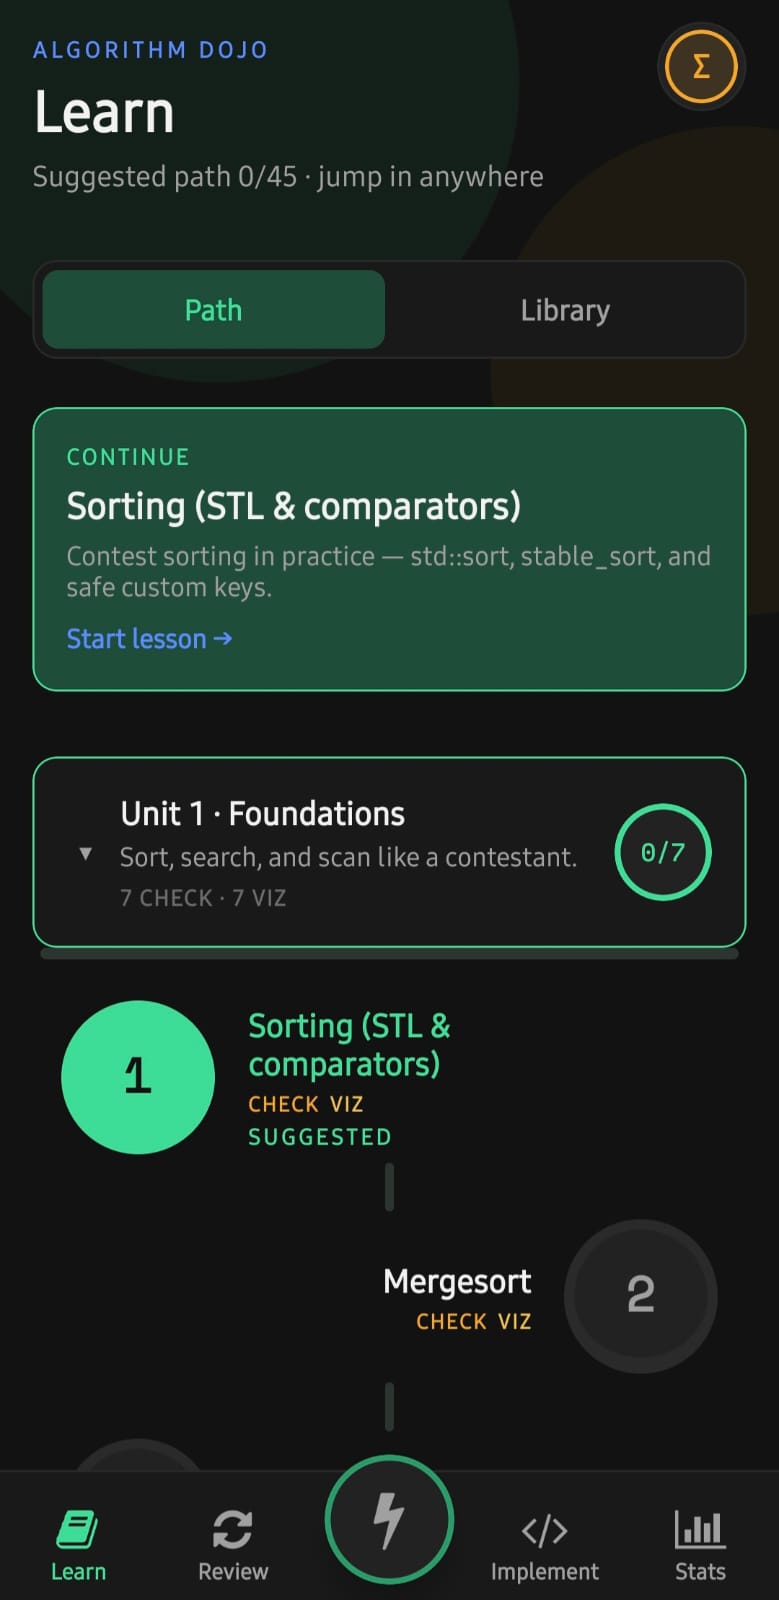 ALGORITHM DOJO
Σ
Learn
Suggested path 0/45 · jump in anywhere
Path
Library
CONTINUE
Sorting (STL & comparators)
Contest sorting in practice — std::sort, stable_sort, and
safe custom keys.
Start lesson →
Unit 1 · Foundations
▼ Sort, search, and scan like a contestant.
0/7
7 CHECK · 7 VIZ
1
Sorting (STL &
comparators)
CHECK VIZ
SUGGESTED
Mergesort
CHECK VIZ
2
Learn
Review
Implement
Stats